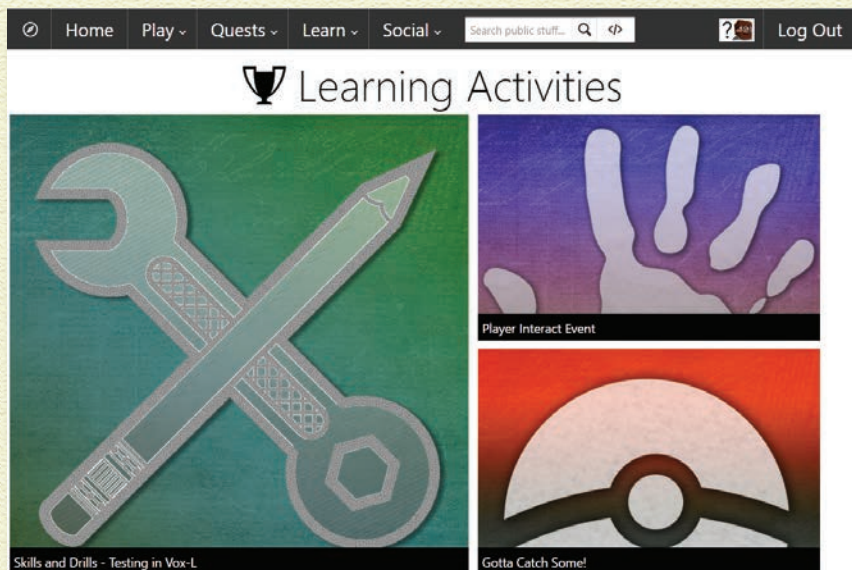 Home Play Quests Learn Social Search public stuff... </> ? Log Out
Learning Activities
Player Interact Event
Skills and Drills - Testing in Vox-L
Gotta Catch Some!